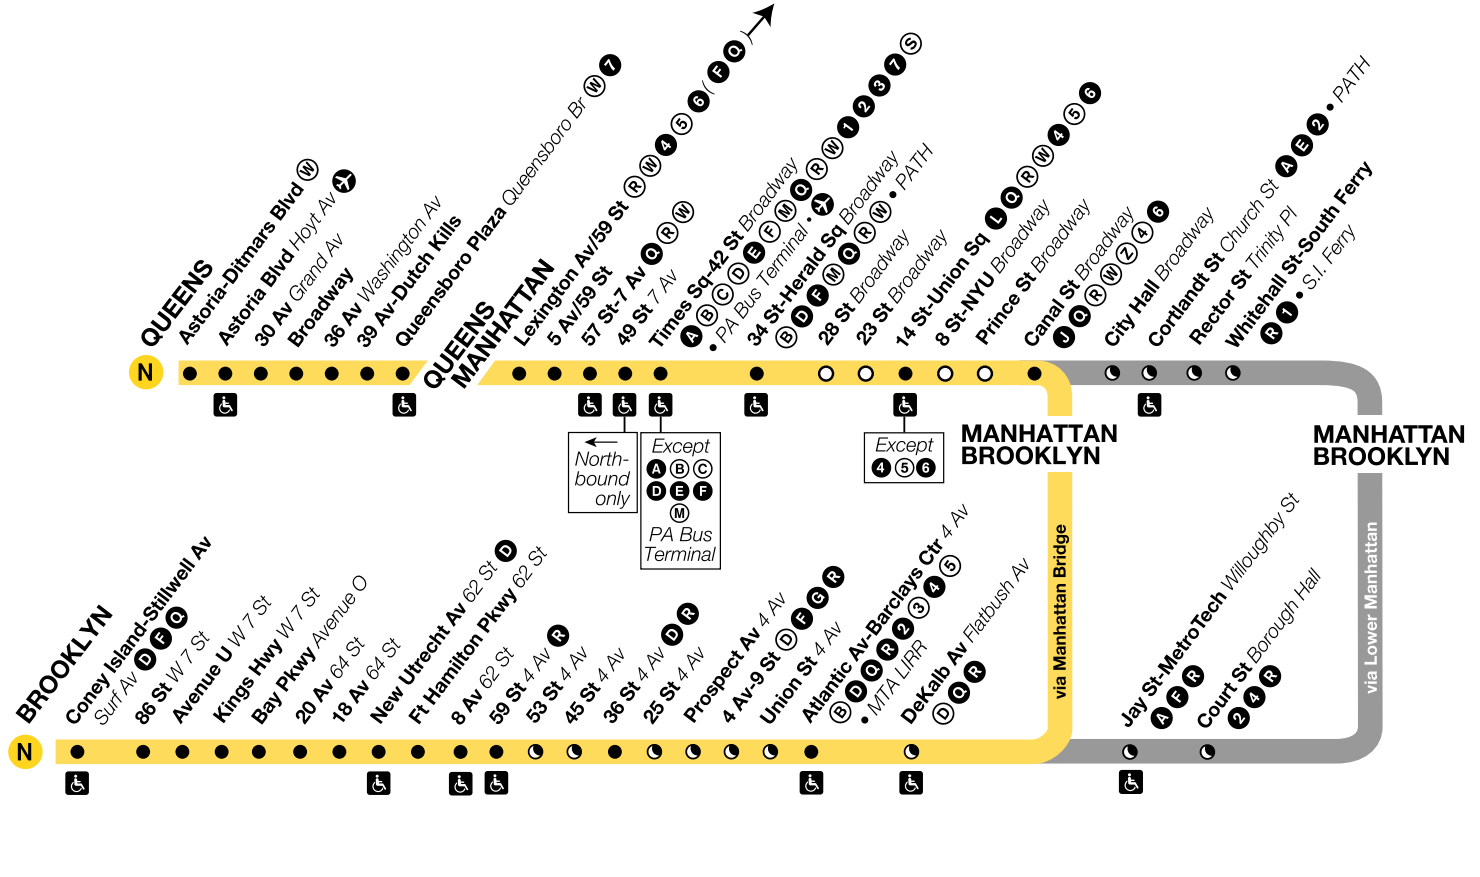 QUEENS
Astoria-Ditmars Blvd W
Astoria Blvd Hoyt Av
30 Av Grand Av
Broadway
36 Av Washington Av
39 Av-Dutch Kills
Queensboro Plaza Queensboro Br W 7
QUEENS
MANHATTAN
Lexington Av/59 St R W 4 5 6 ( F Q )
5 Av/59 St
57 St-7 Av Q R W
49 St 7 Av
Times Sq-42 St Broadway
A B C D E F M Q R W 1 2 3 7 S
• PA Bus Terminal •
34 St-Herald Sq Broadway
B D F M Q R W • PATH
28 St Broadway
23 St Broadway
14 St-Union Sq L Q R W 4 5 6
8 St-NYU Broadway
Prince St Broadway
Canal St Broadway
J Q R W Z 4 6
City Hall Broadway
Cortlandt St Church St A E 2 • PATH
Rector St Trinity Pl
Whitehall St-South Ferry
R 1 • S.I. Ferry
N
North-
bound
only
Except
A B C
D E F
M
PA Bus
Terminal
Except
4 5 6
MANHATTAN
BROOKLYN
MANHATTAN
BROOKLYN
via Manhattan Bridge
via Lower Manhattan
BROOKLYN
Coney Island-Stillwell Av
Surf Av D F Q
86 St W 7 St
Avenue U W 7 St
Kings Hwy W 7 St
Bay Pkwy Avenue O
20 Av 64 St
18 Av 64 St
New Utrecht Av 62 St D
Ft Hamilton Pkwy 62 St
8 Av 62 St
59 St 4 Av R
53 St 4 Av
45 St 4 Av
36 St 4 Av D R
25 St 4 Av
Prospect Av 4 Av
4 Av-9 St D F G R
Union St 4 Av
Atlantic Av-Barclays Ctr 4 Av
B D Q R 2 3 4 5
• MTA LIRR
DeKalb Av Flatbush Av
D Q R
Jay St-MetroTech Willoughby St
A F R
Court St Borough Hall
2 4 R
N